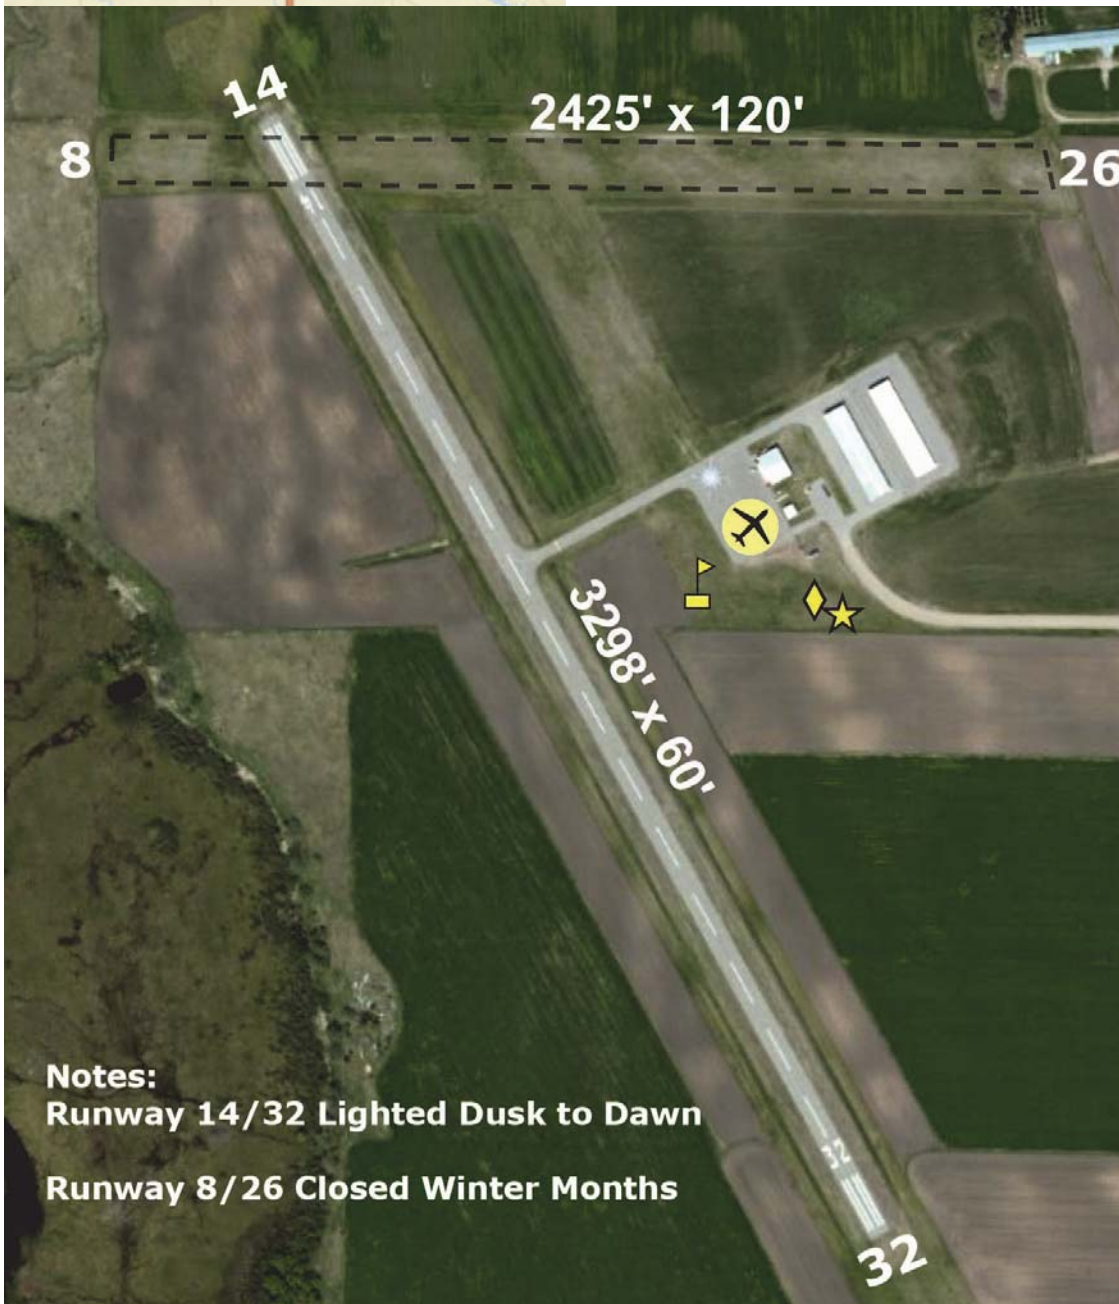 14
2425' x 120'
8
26
3298' x 60'
32
32
Notes:
Runway 14/32 Lighted Dusk to Dawn
Runway 8/26 Closed Winter Months